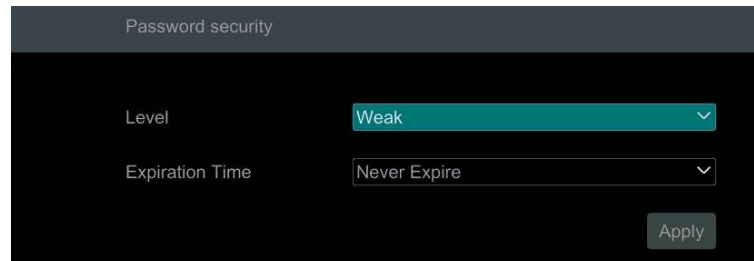 Password security
Level Weak
Expiration Time Never Expire
Apply